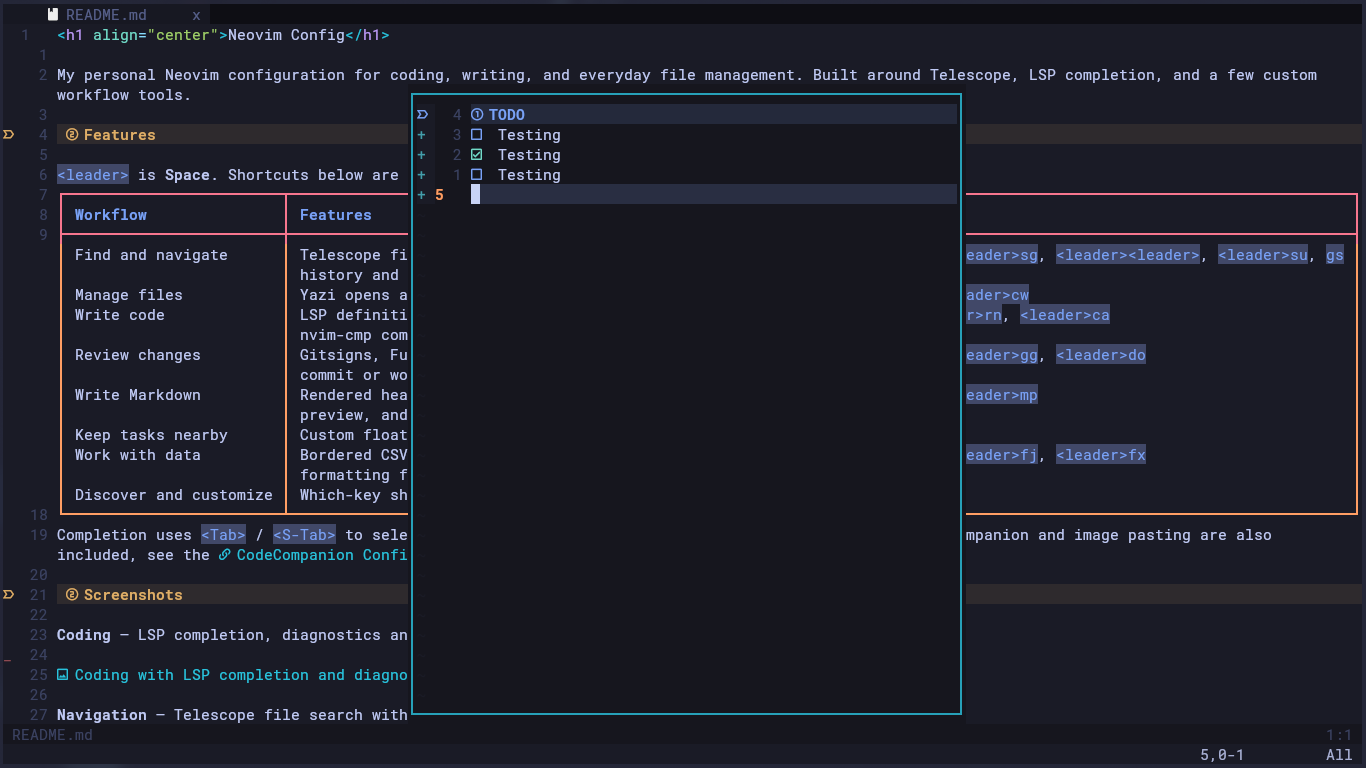 README.md x
1 <h1 align="center">Neovim Config</h1>
1
2 My personal Neovim configuration for coding, writing, and everyday file management. Built around Telescope, LSP completion, and a few custom
workflow tools.
3
4 ② Features
5
6 <leader> is Space. Shortcuts below are
7
8 Workflow Features
9
Find and navigate Telescope fi eader>sg, <leader><leader>, <leader>su, gs
history and
Manage files Yazi opens a ader>cw
Write code LSP definiti r>rn, <leader>ca
nvim-cmp com
Review changes Gitsigns, Fu eader>gg, <leader>do
commit or wo
Write Markdown Rendered hea eader>mp
preview, and
Keep tasks nearby Custom float
Work with data Bordered CSV eader>fj, <leader>fx
formatting f
Discover and customize Which-key sh
18
19 Completion uses <Tab> / <S-Tab> to sele mpanion and image pasting are also
included, see the CodeCompanion Confi
20
21 ② Screenshots
22
23 Coding — LSP completion, diagnostics an
24
25 Coding with LSP completion and diagno
26
27 Navigation — Telescope file search with
4 ① TODO
+ 3 Testing
+ 2 Testing
+ 1 Testing
+ 5
README.md 1:1
5,0-1 All